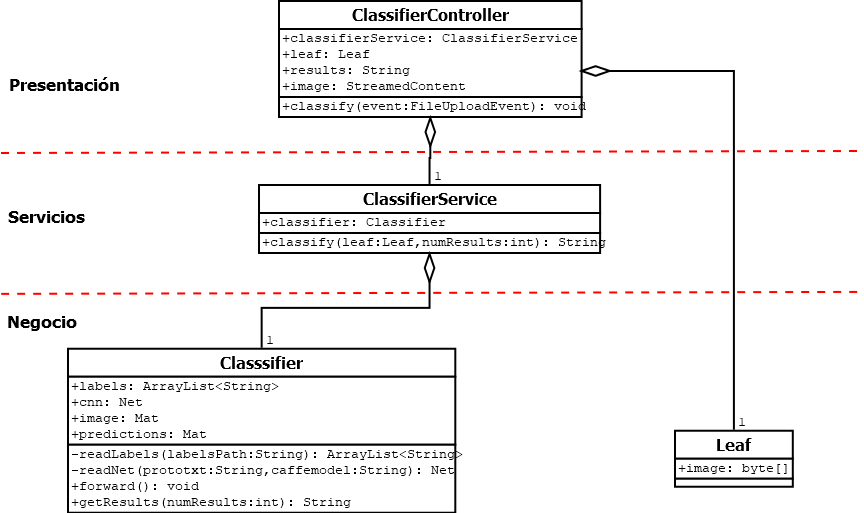 ClassifierController
+classifierService: ClassifierService
+leaf: Leaf
+results: String
+image: StreamedContent
+classify(event:FileUploadEvent): void
Presentación
1
ClassifierService
+classifier: Classifier
+classify(leaf:Leaf,numResults:int): String
Servicios
Negocio
1
Classsifier
+labels: ArrayList<String>
+cnn: Net
+image: Mat
+predictions: Mat
-readLabels(labelsPath:String): ArrayList<String>
-readNet(prototxt:String,caffemodel:String): Net
+forward(): void
+getResults(numResults:int): String
1
Leaf
+image: byte[]